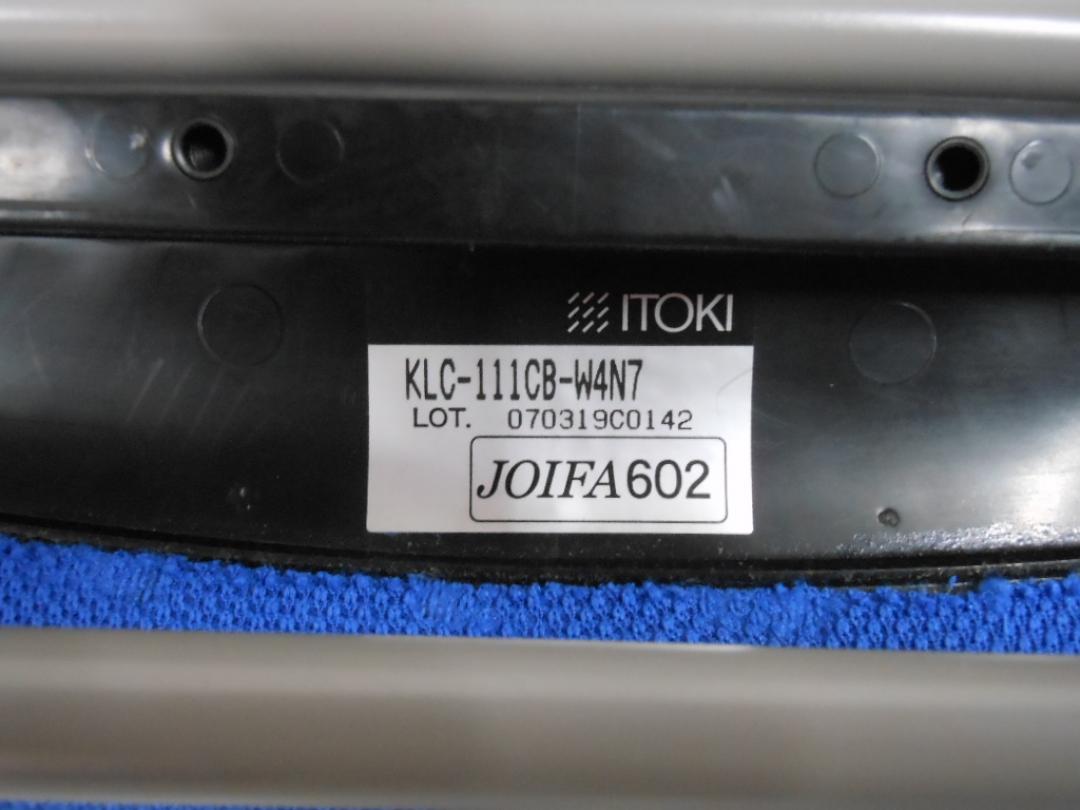 ITOKI
KLC-111CB-W4N7
LOT. 070319C0142
JOIFA602